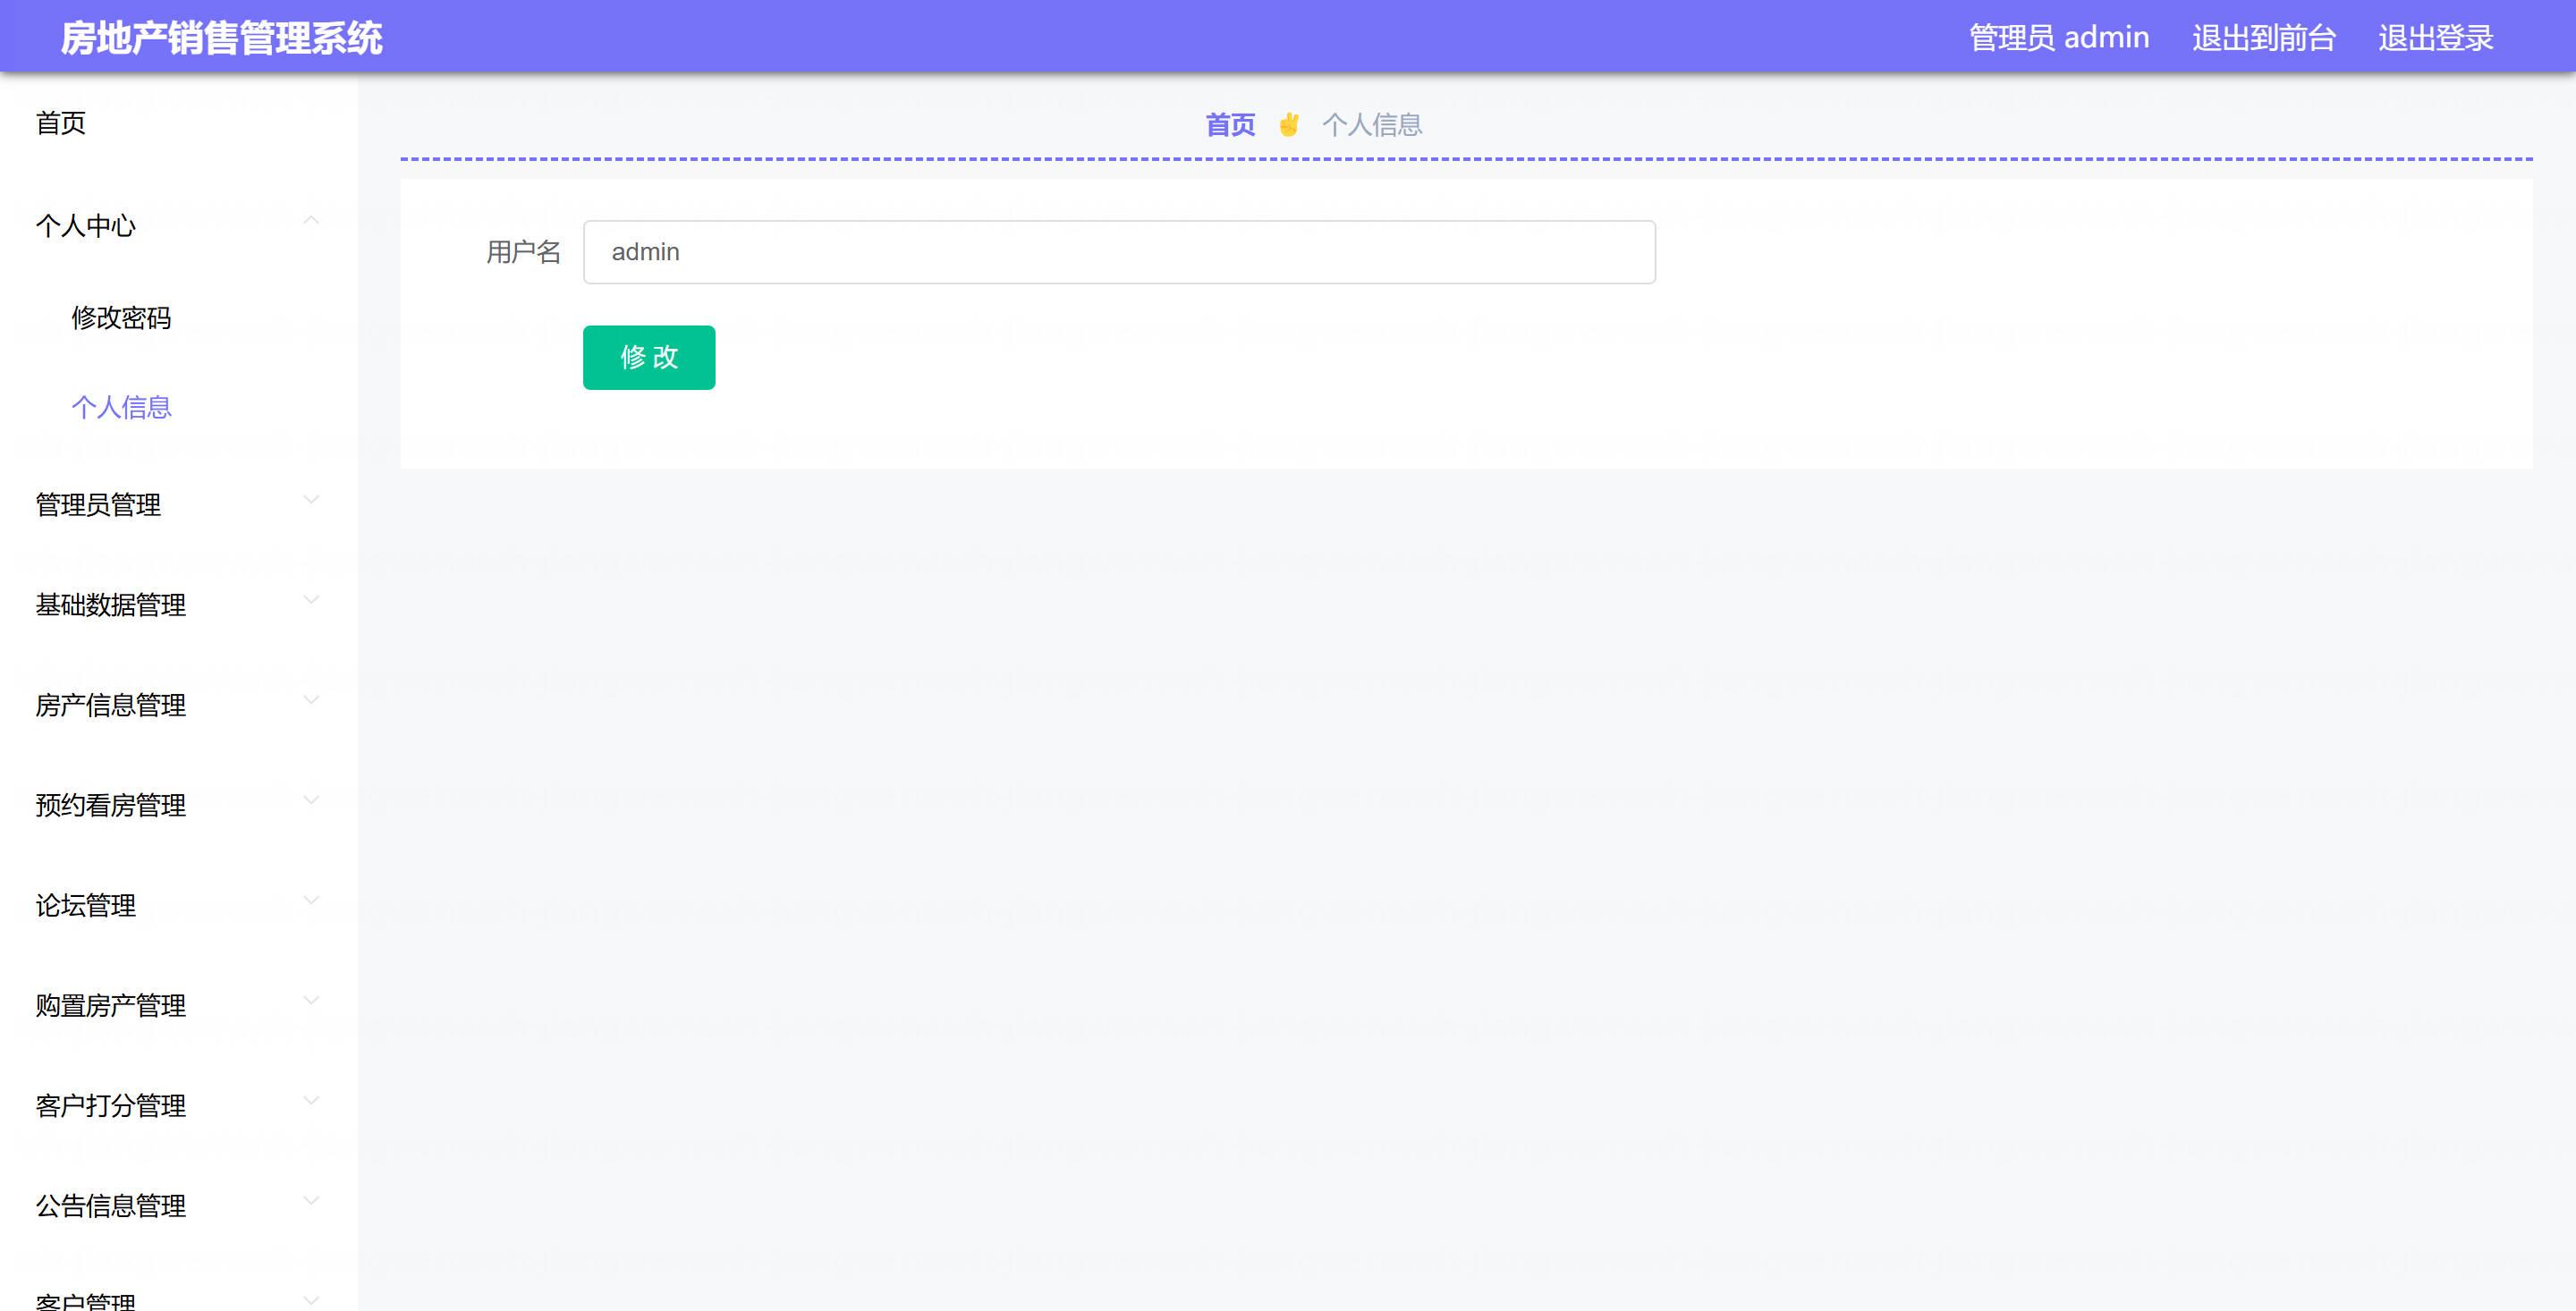 房地产销售管理系统
管理员 admin
退出到前台
退出登录
首页
个人中心
修改密码
个人信息
管理员管理
基础数据管理
房产信息管理
预约看房管理
论坛管理
购置房产管理
客户打分管理
公告信息管理
客户管理
首页 ✌ 个人信息
用户名 admin
修 改